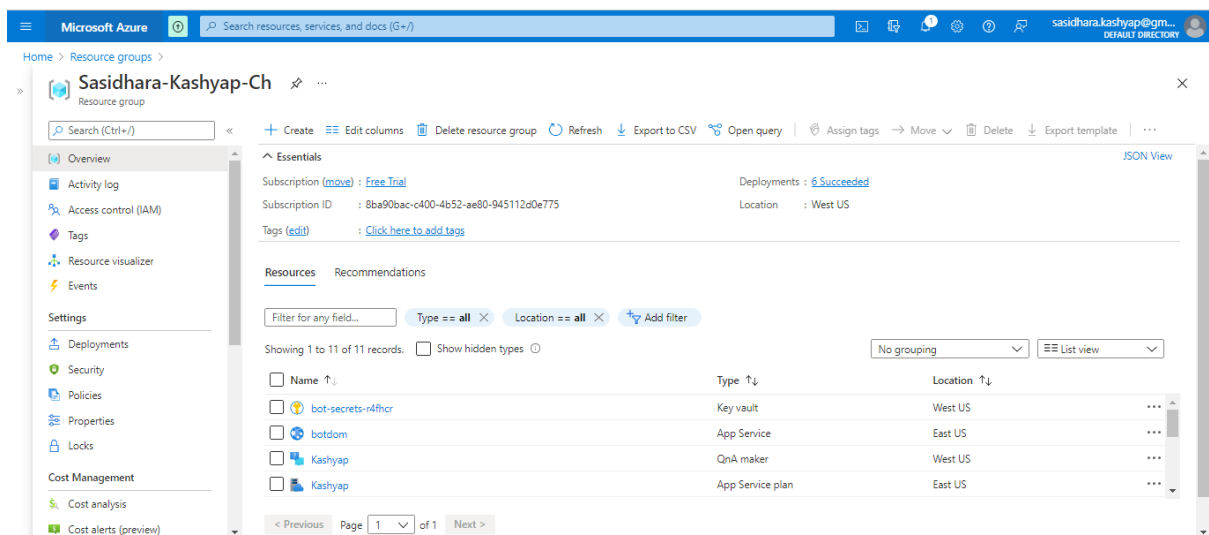 Microsoft Azure
Search resources, services, and docs (G+/)
1
sasidhara.kashyap@gm...
DEFAULT DIRECTORY
Home > Resource groups >
Sasidhara-Kashyap-Ch
Resource group
Search (Ctrl+/)
Create Edit columns Delete resource group Refresh Export to CSV Open query Assign tags Move Delete Export template
Overview
Activity log
Access control (IAM)
Tags
Resource visualizer
Events
Settings
Deployments
Security
Policies
Properties
Locks
Cost Management
Cost analysis
Cost alerts (preview)
Essentials
JSON View
Subscription (move) : Free Trial
Deployments : 6 Succeeded
Subscription ID : 8ba90bac-c400-4b52-ae80-945112d0e775
Location : West US
Tags (edit) : Click here to add tags
Resources Recommendations
Filter for any field... Type == all Location == all Add filter
Showing 1 to 11 of 11 records. Show hidden types
No grouping List view
Name Type Location
bot-secrets-r4fhcr Key vault West US
botdom App Service East US
Kashyap QnA maker West US
Kashyap App Service plan East US
< Previous Page 1 of 1 Next >